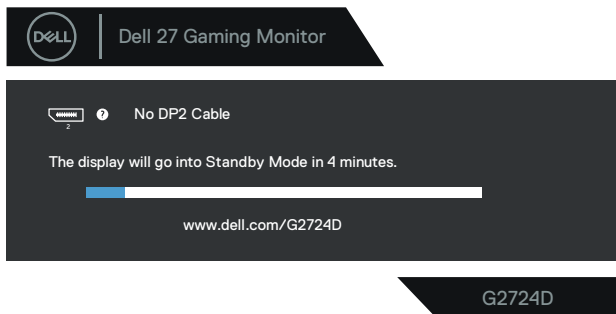 DELL
Dell 27 Gaming Monitor
? No DP2 Cable
2
The display will go into Standby Mode in 4 minutes.
www.dell.com/G2724D
G2724D